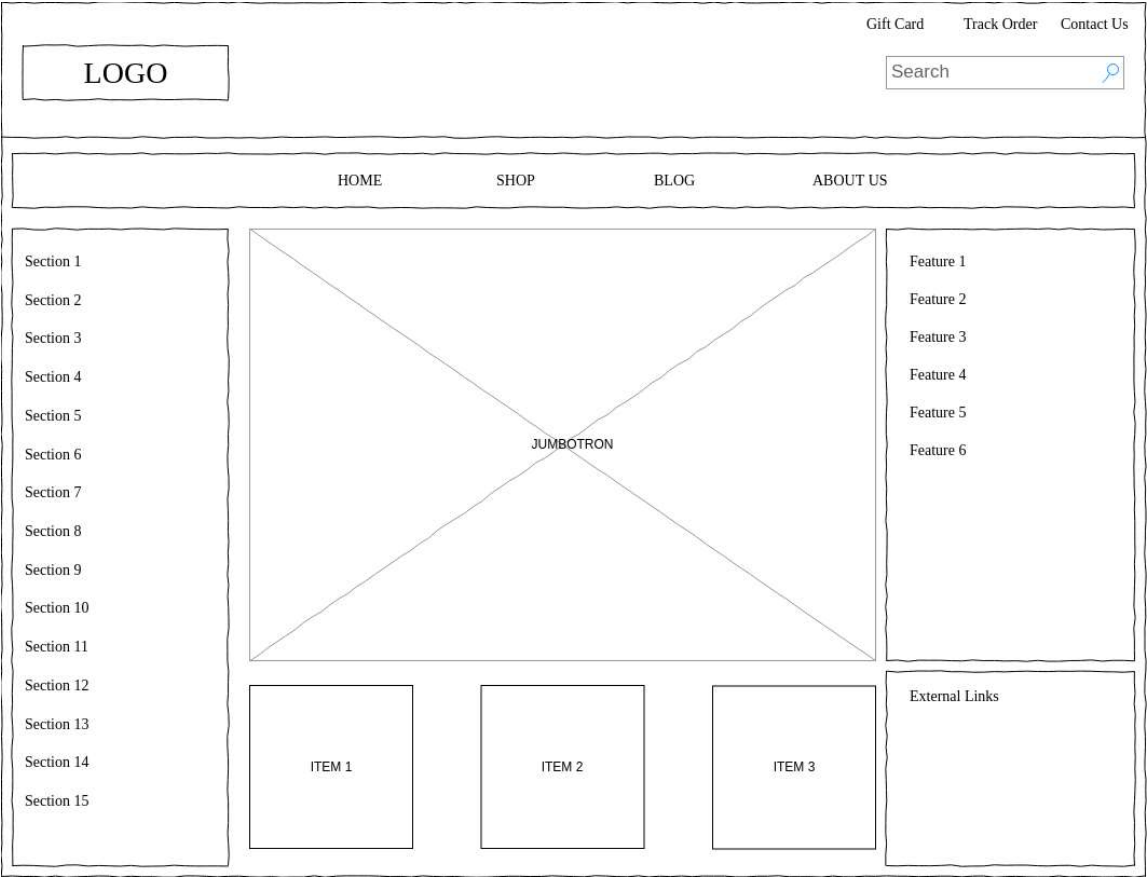 Gift Card Track Order Contact Us
LOGO
Search
HOME SHOP BLOG ABOUT US
Section 1
Section 2
Section 3
Section 4
Section 5
Section 6
Section 7
Section 8
Section 9
Section 10
Section 11
Section 12
Section 13
Section 14
Section 15
JUMBOTRON
ITEM 1 ITEM 2 ITEM 3
Feature 1
Feature 2
Feature 3
Feature 4
Feature 5
Feature 6
External Links